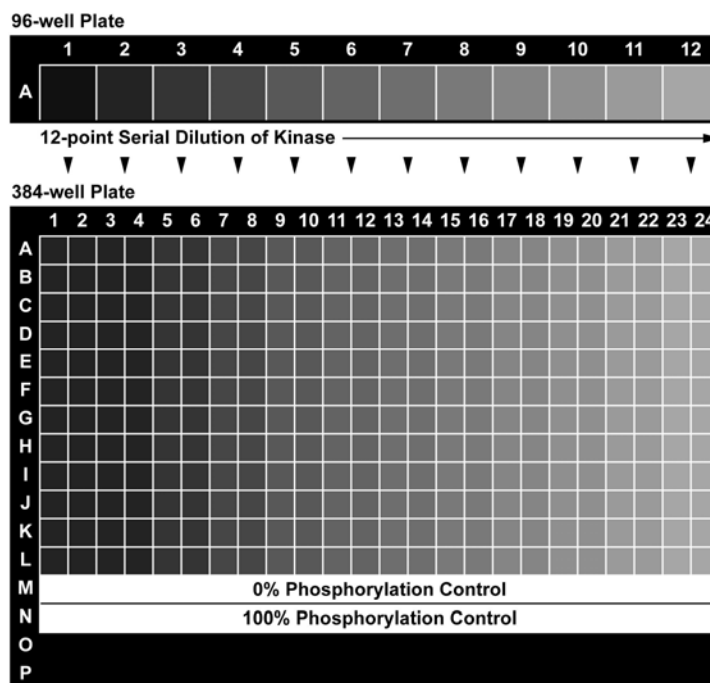 96-well Plate
1 2 3 4 5 6 7 8 9 10 11 12
A
12-point Serial Dilution of Kinase
384-well Plate
1 2 3 4 5 6 7 8 9 10 11 12 13 14 15 16 17 18 19 20 21 22 23 24
A
B
C
D
E
F
G
H
I
J
K
L
M 0% Phosphorylation Control
N 100% Phosphorylation Control
O
P